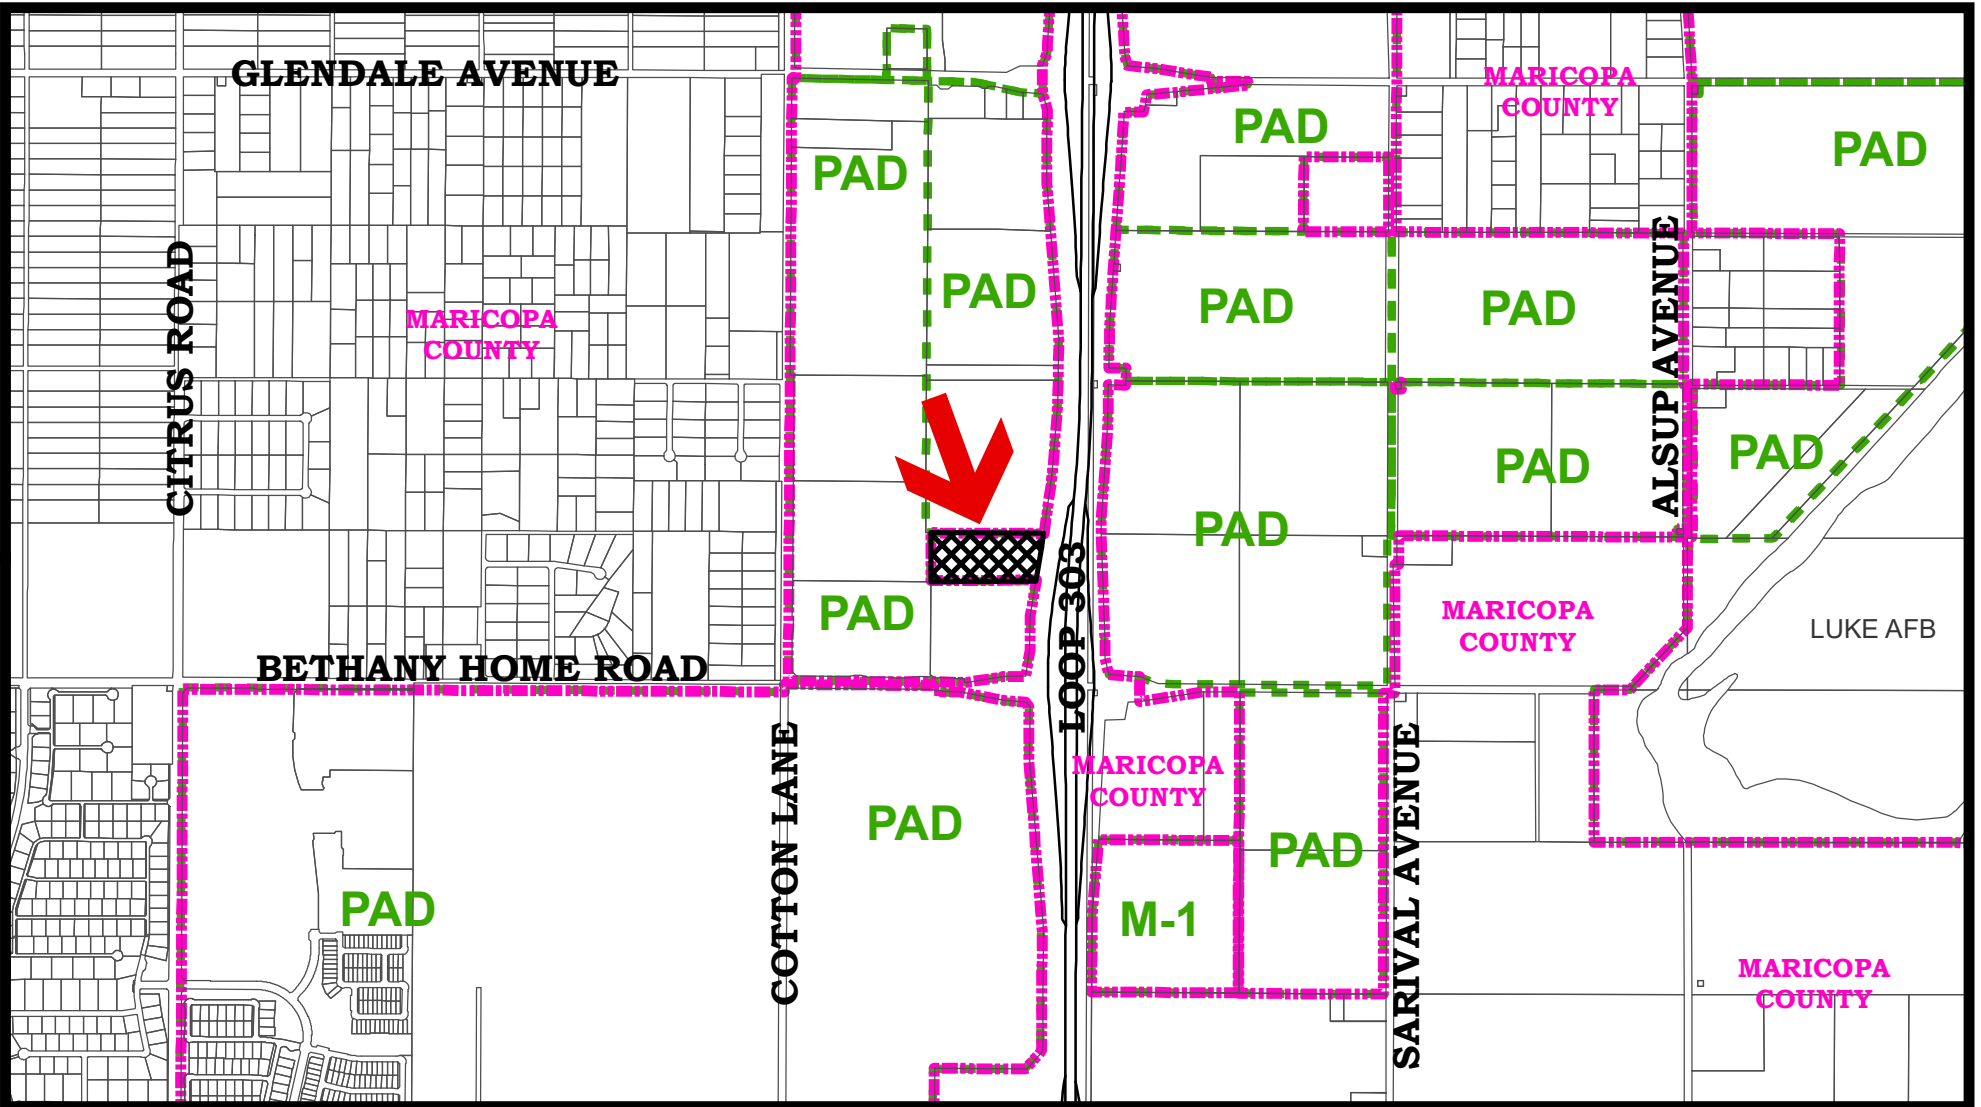 GLENDALE AVENUE
MARICOPA
COUNTY
PAD
PAD
PAD
CITRUS ROAD
MARICOPA
COUNTY
PAD
PAD
PAD
ALSUP AVENUE
PAD
PAD
PAD
LOOP 303
PAD
MARICOPA
COUNTY
LUKE AFB
BETHANY HOME ROAD
COTTON LANE
MARICOPA
COUNTY
SARIVAL AVENUE
PAD
PAD
PAD
M-1
MARICOPA
COUNTY